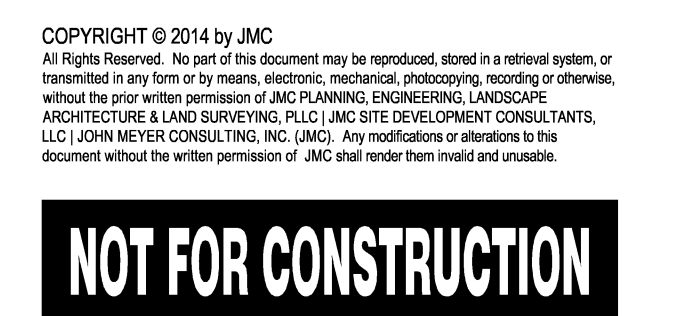 COPYRIGHT © 2014 by JMC
All Rights Reserved. No part of this document may be reproduced, stored in a retrieval system, or
transmitted in any form or by means, electronic, mechanical, photocopying, recording or otherwise,
without the prior written permission of JMC PLANNING, ENGINEERING, LANDSCAPE
ARCHITECTURE & LAND SURVEYING, PLLC | JMC SITE DEVELOPMENT CONSULTANTS,
LLC | JOHN MEYER CONSULTING, INC. (JMC). Any modifications or alterations to this
document without the written permission of JMC shall render them invalid and unusable.
NOT FOR CONSTRUCTION